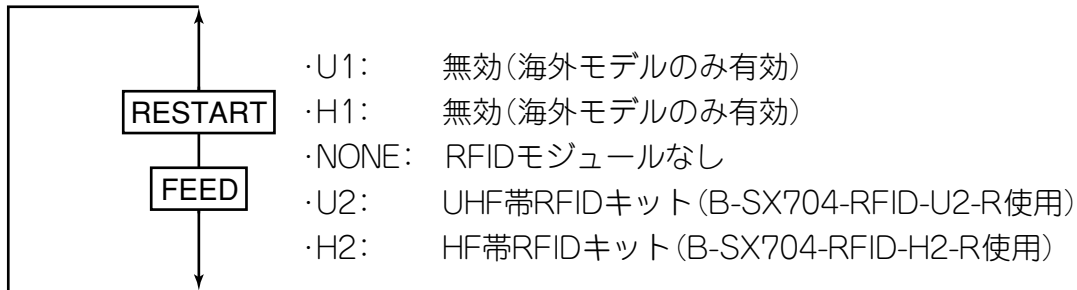 ·U1: 無効(海外モデルのみ有効)
·H1: 無効(海外モデルのみ有効)
RESTART
·NONE: RFIDモジュールなし
FEED
·U2: UHF帯RFIDキット(B-SX704-RFID-U2-R使用)
·H2: HF帯RFIDキット(B-SX704-RFID-H2-R使用)